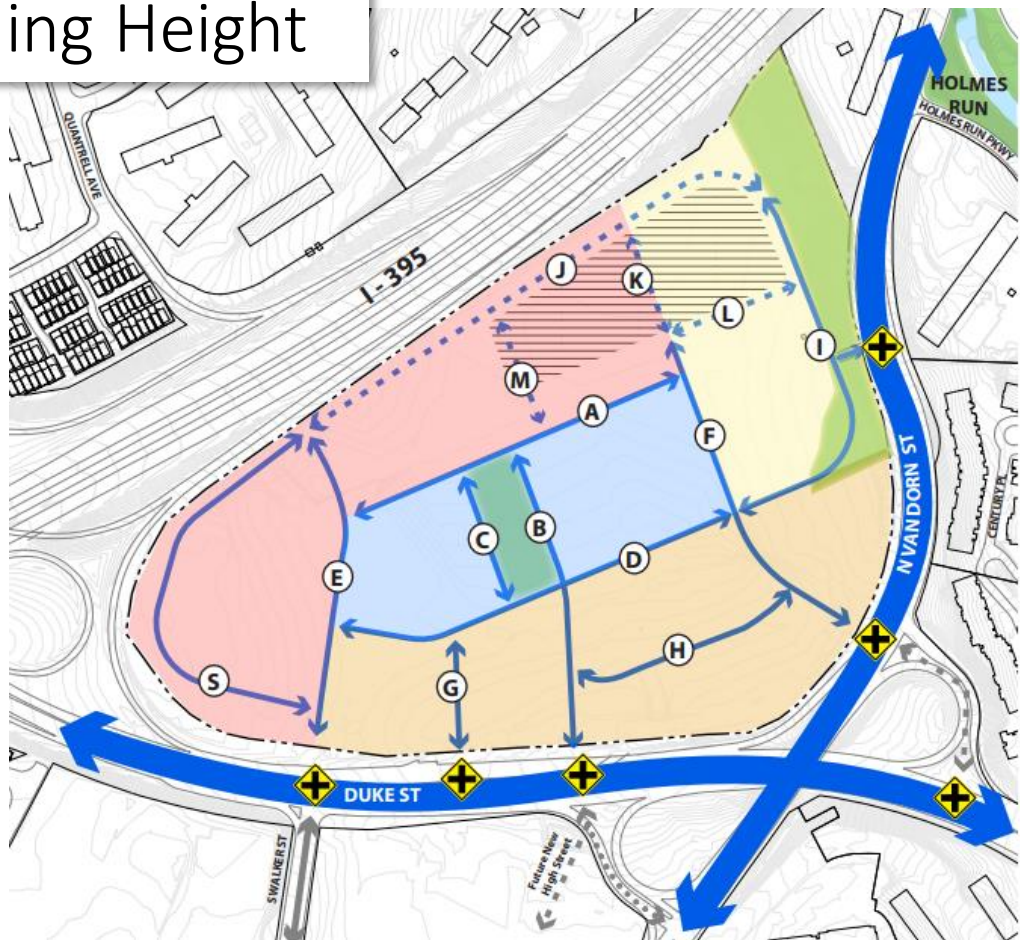 ing Height
HOLMES
RUN
HOLMES RUN PKWY
QUANTRELL AVE
I-395
J
K
L
I
M
A
F
N VANDORN ST
CENTURY PL
C
B
D
E
H
S
G
DUKE ST
S WALKER ST
Future New
High Street